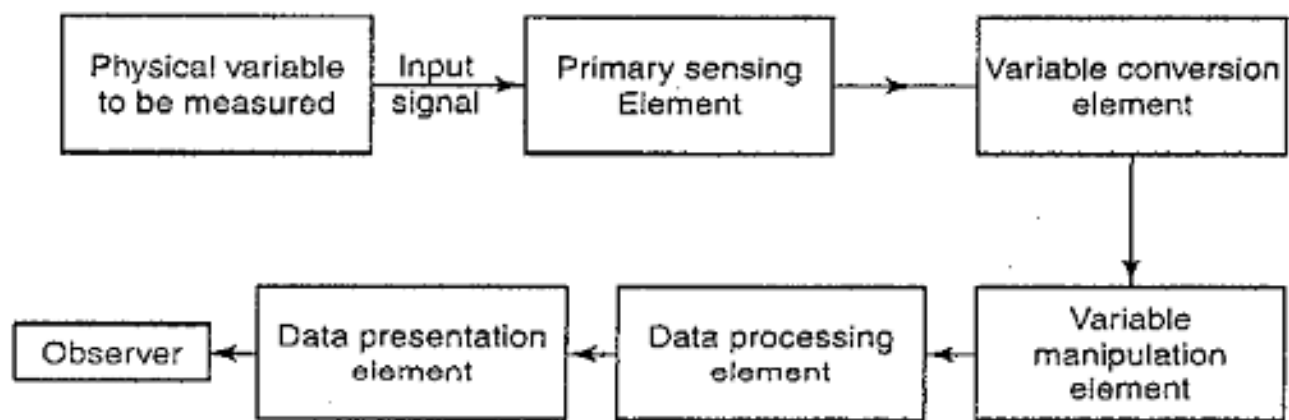 Physical variable
to be measured
Input
signal
Primary sensing
Element
Variable conversion
element
Variable
manipulation
element
Data processing
element
Data presentation
element
Observer